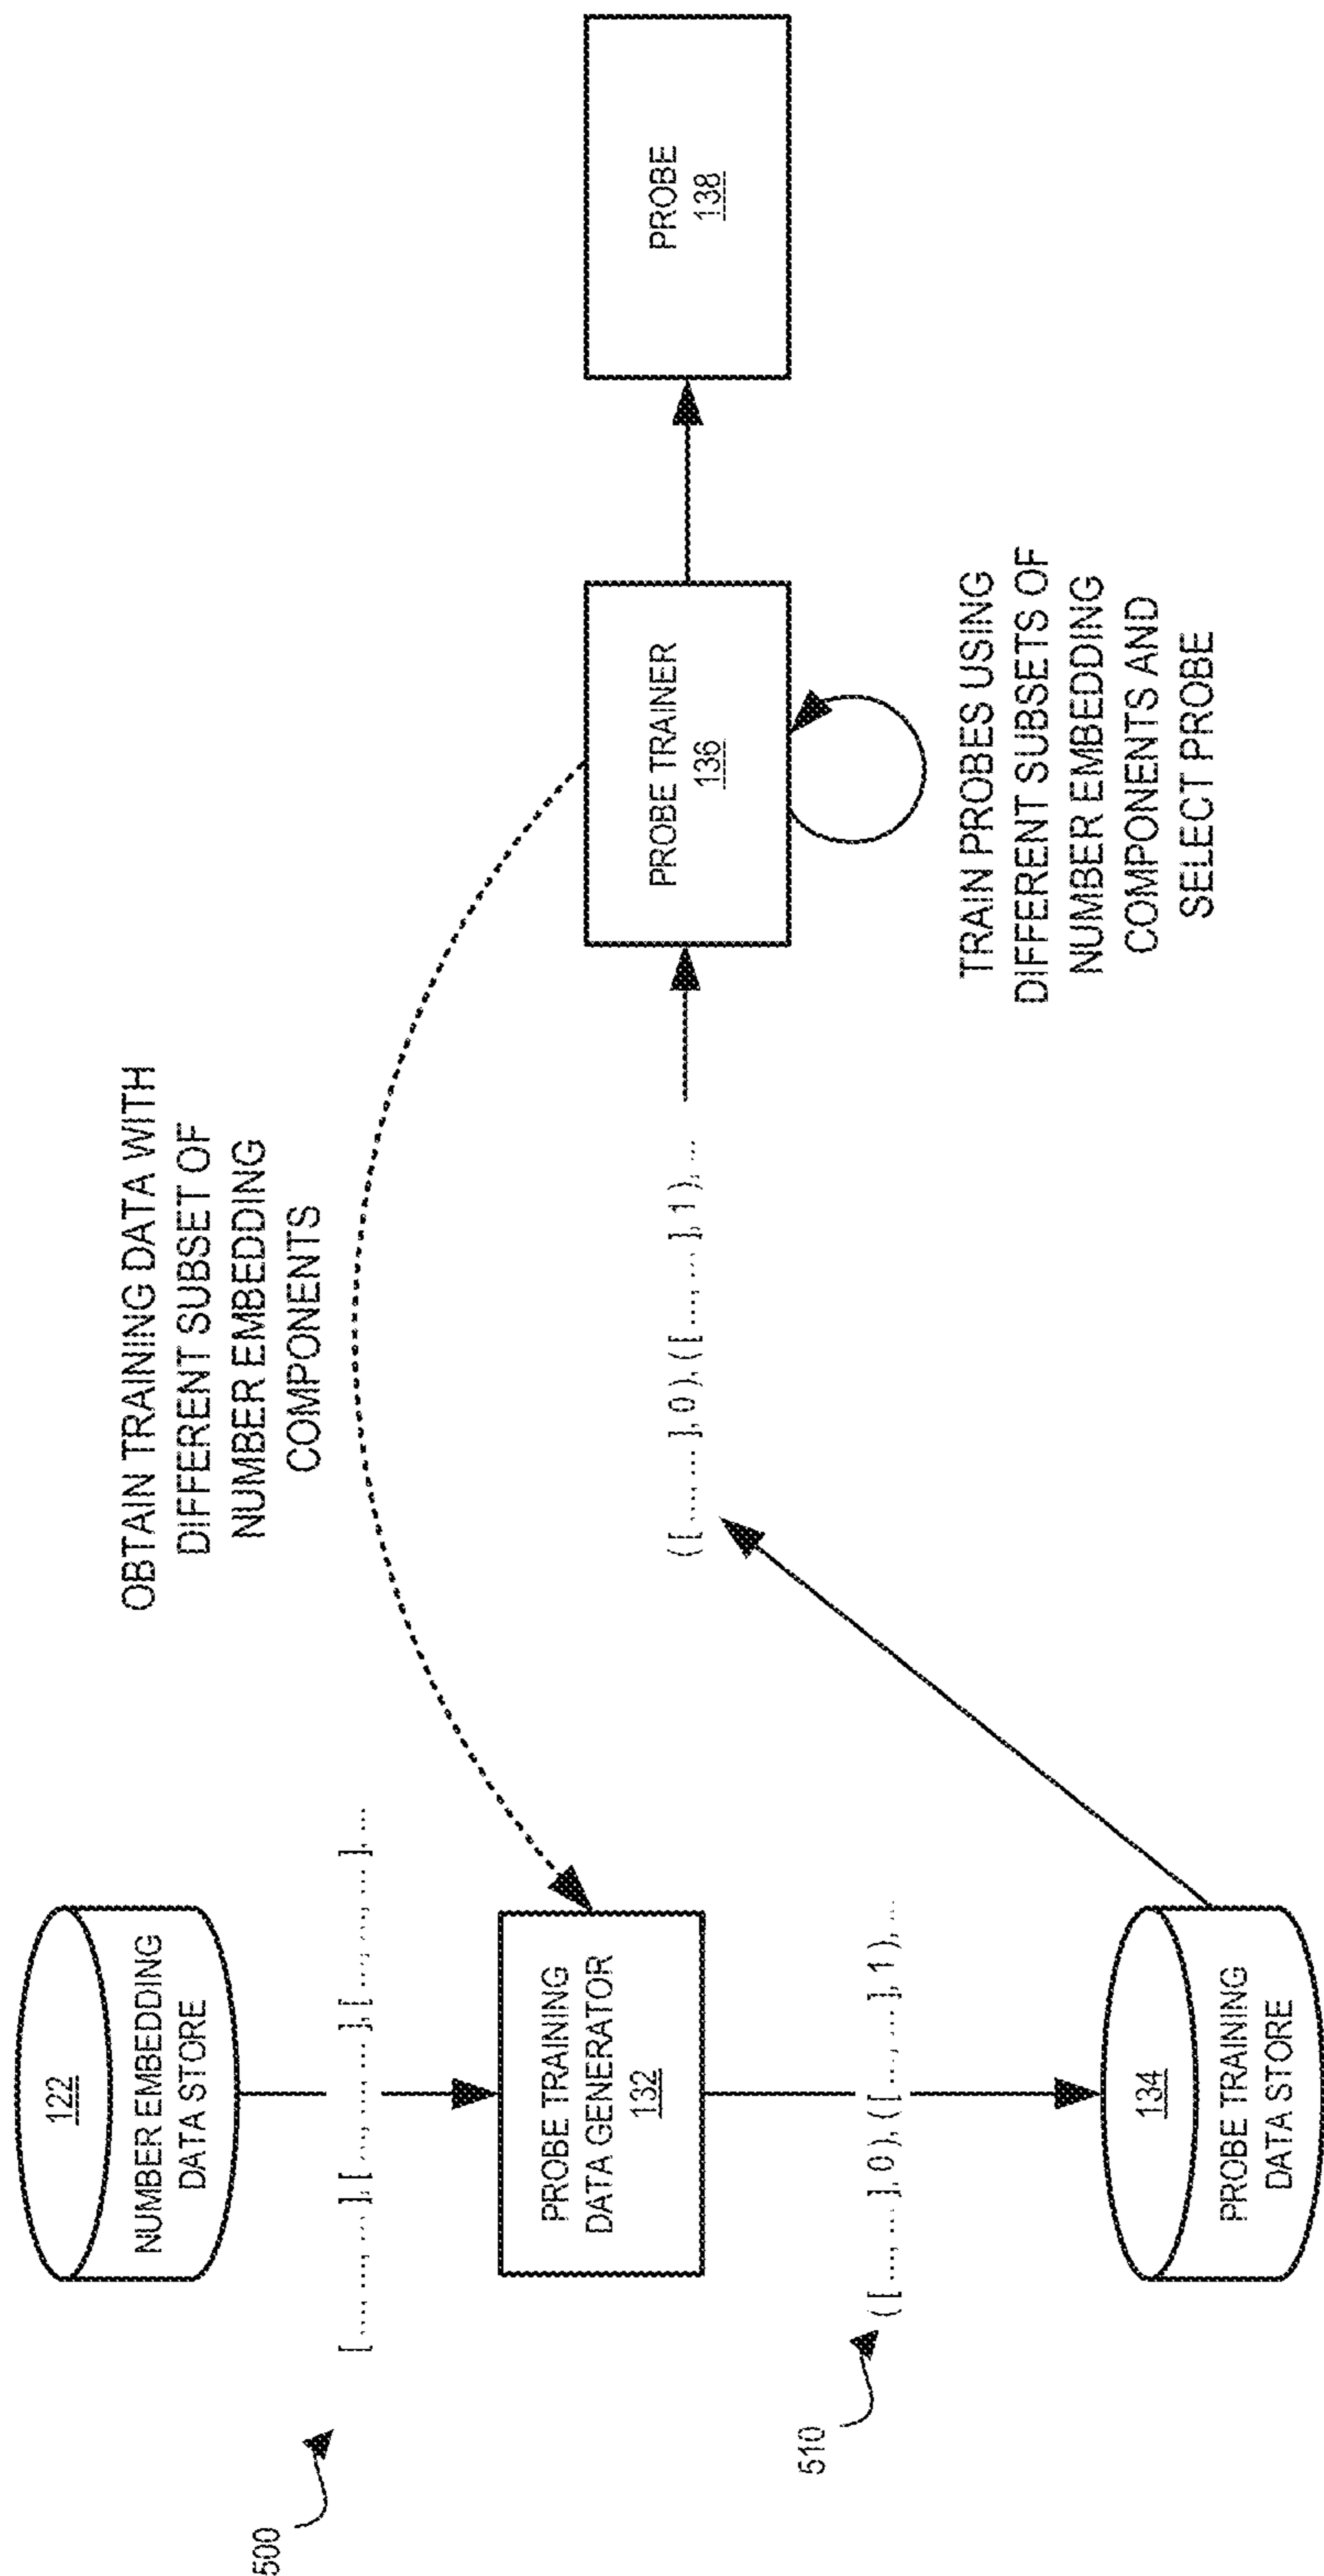 500
122
NUMBER EMBEDDING
DATA STORE
[ ..., ..., ... ], [ ..., ..., ... ], [ ..., ..., ... ], ...
PROBE TRAINING
DATA GENERATOR
132
510
( [ ..., ... ], 0 ), ( [ ..., ... ], 1 ), ...
134
PROBE TRAINING
DATA STORE
OBTAIN TRAINING DATA WITH
DIFFERENT SUBSET OF
NUMBER EMBEDDING
COMPONENTS
( [ ..., ... ], 0 ), ( [ ..., ... ], 1 ), ...
PROBE TRAINER
136
TRAIN PROBES USING
DIFFERENT SUBSETS OF
NUMBER EMBEDDING
COMPONENTS AND
SELECT PROBE
PROBE
138